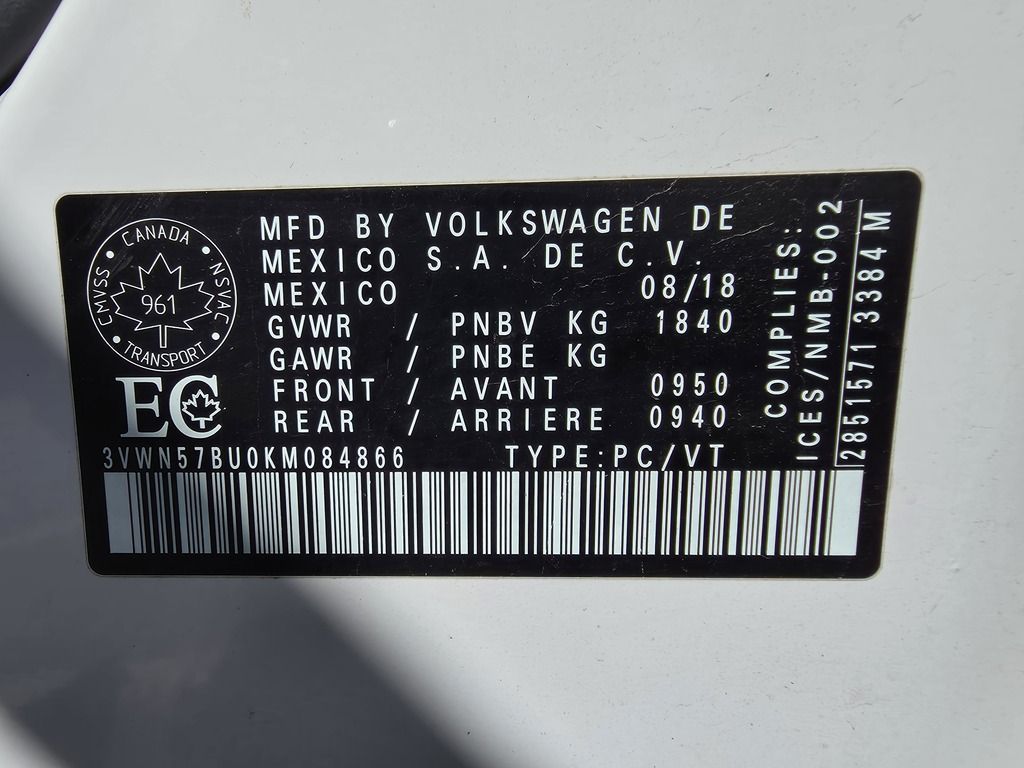 CANADA
CMVSS
NSVAC
961
TRANSPORT
EC
MFD BY VOLKSWAGEN DE
MEXICO S.A. DE C.V.
MEXICO 08/18
GVWR / PNBV KG 1840
GAWR / PNBE KG
FRONT / AVANT 0950
REAR / ARRIERE 0940
3VWN57BU0KM084866 TYPE:PC/VT
COMPLIES:
ICES/NMB-002
2851571 3384 M